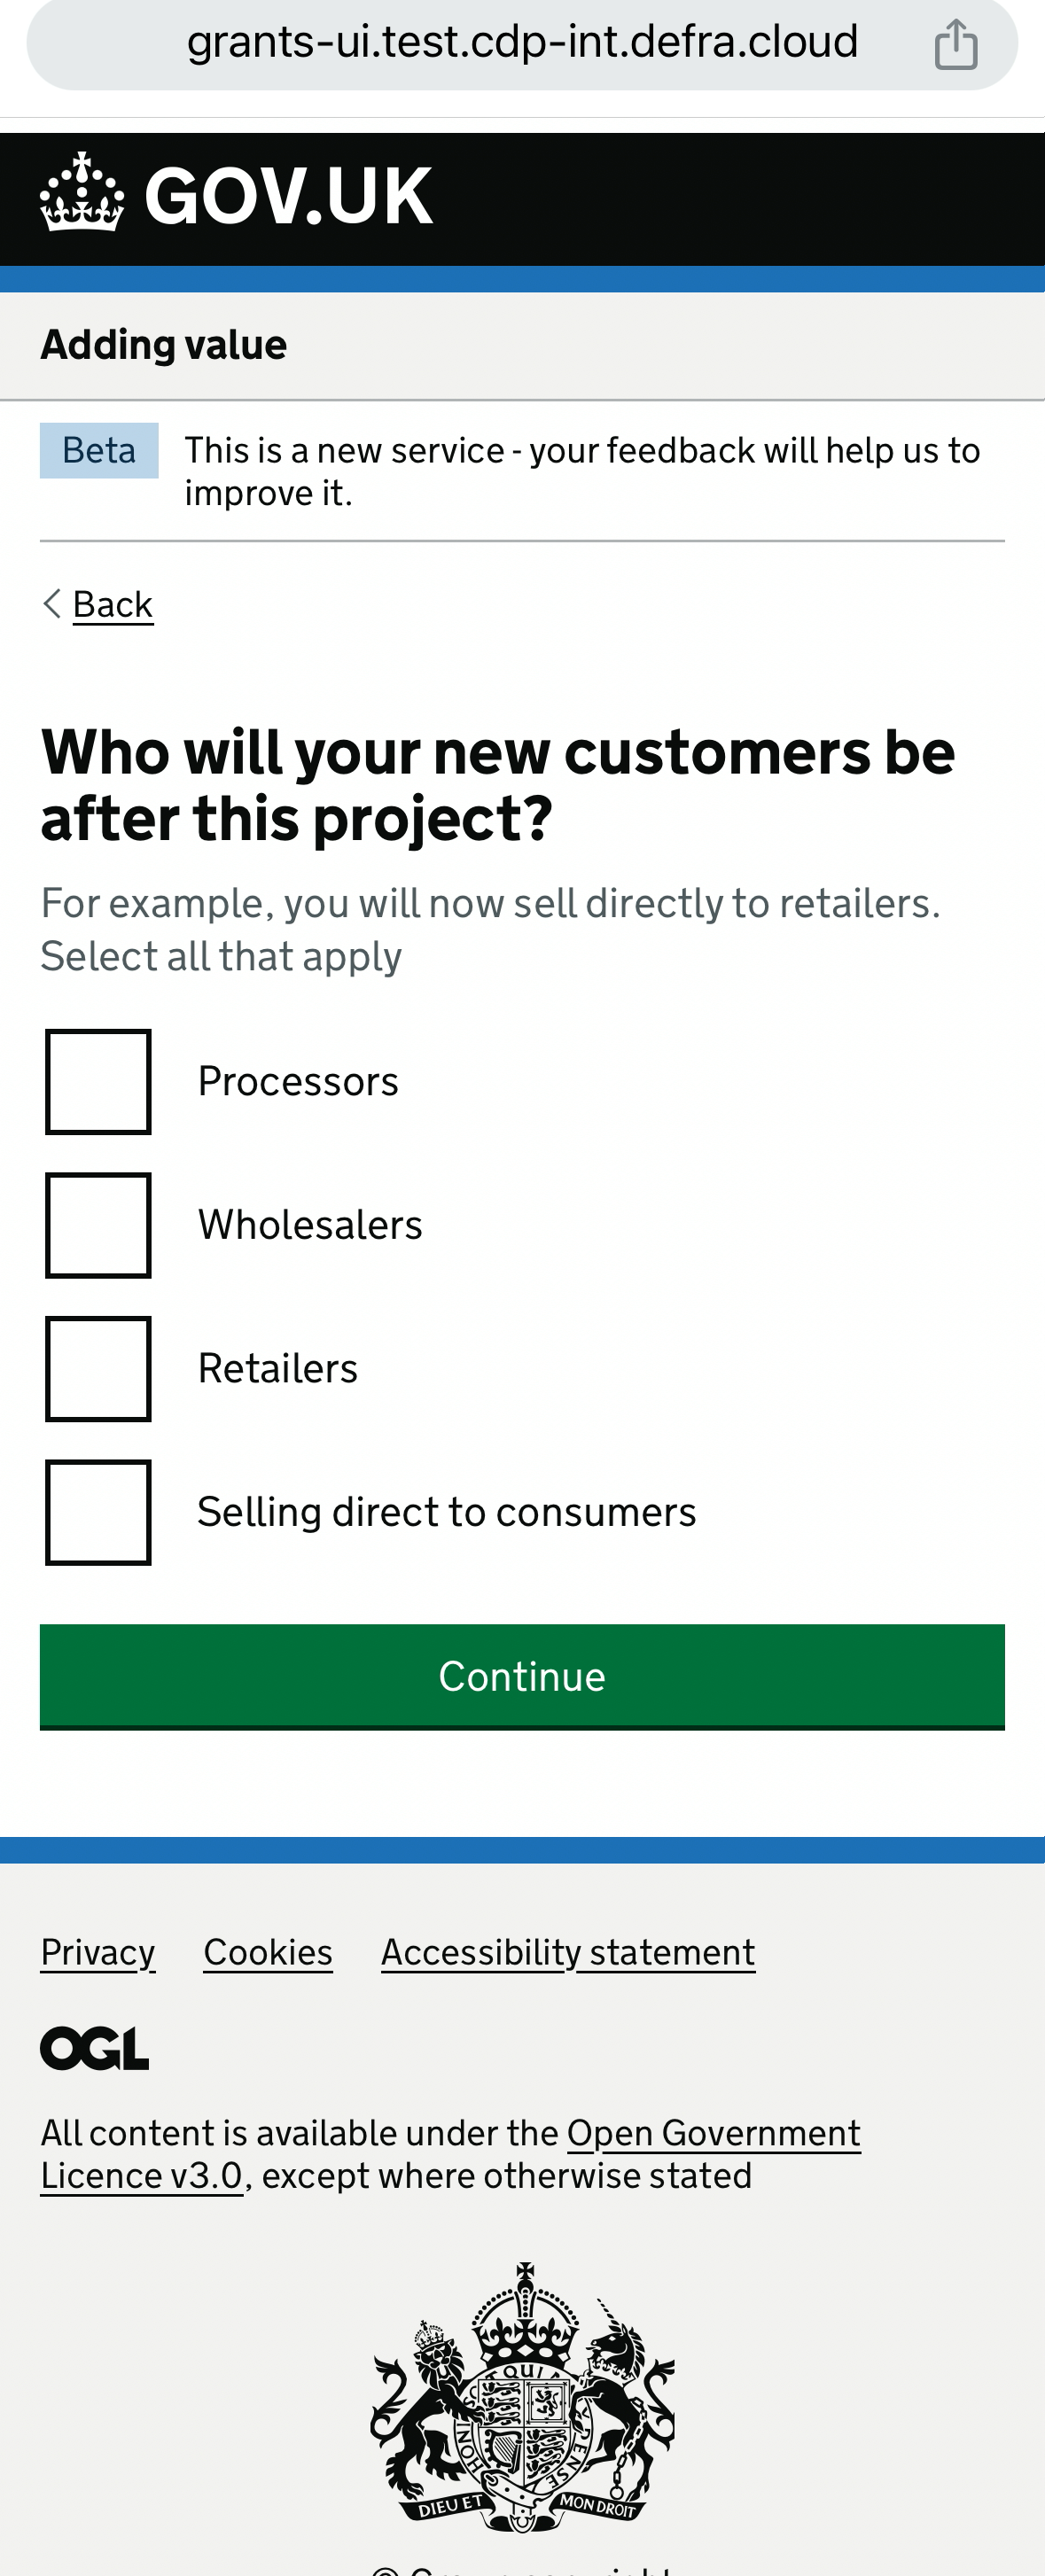 grants-ui.test.cdp-int.defra.cloud
GOV.UK
Adding value
Beta
This is a new service - your feedback will help us to
improve it.
Back
Who will your new customers be
after this project?
For example, you will now sell directly to retailers.
Select all that apply
Processors
Wholesalers
Retailers
Selling direct to consumers
Continue
Privacy Cookies Accessibility statement
OGL
All content is available under the Open Government
Licence v3.0, except where otherwise stated
DIEU ET MON DROIT